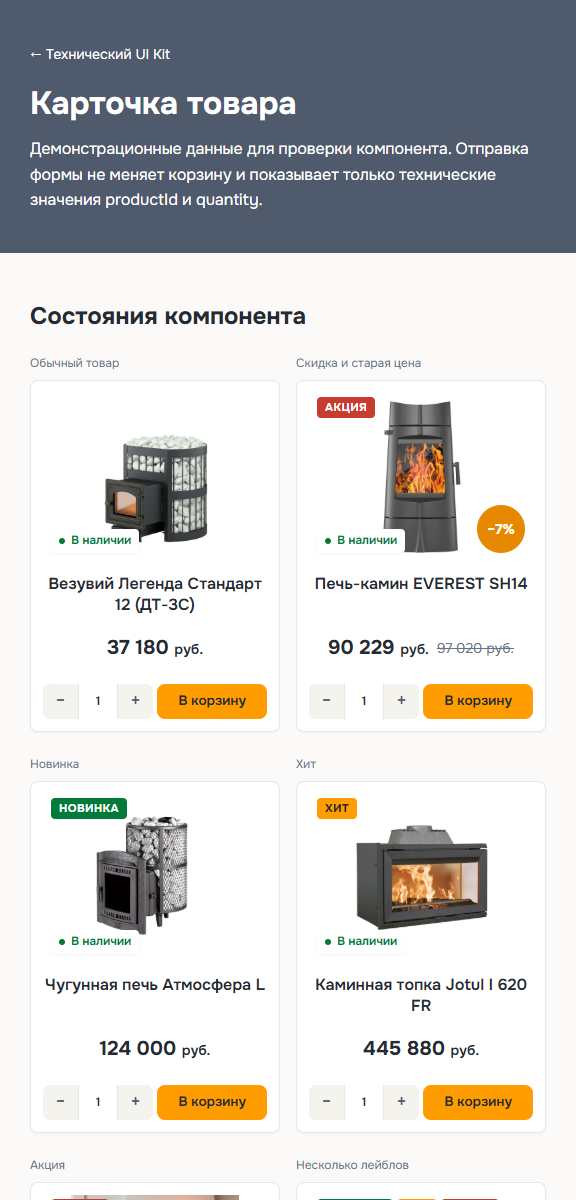 ← Технический UI Kit
Карточка товара
Демонстрационные данные для проверки компонента. Отправка
формы не меняет корзину и показывает только технические
значения productId и quantity.
Состояния компонента
Обычный товар
В наличии
Везувий Легенда Стандарт
12 (ДТ-3С)
37 180 руб.
− 1 + В корзину
Скидка и старая цена
АКЦИЯ
В наличии
−7%
Печь-камин EVEREST SH14
90 229 руб. 97 020 руб.
− 1 + В корзину
Новинка
НОВИНКА
В наличии
Чугунная печь Атмосфера L
124 000 руб.
− 1 + В корзину
Хит
ХИТ
В наличии
Каминная топка Jotul I 620
FR
445 880 руб.
− 1 + В корзину
Акция
Несколько лейблов